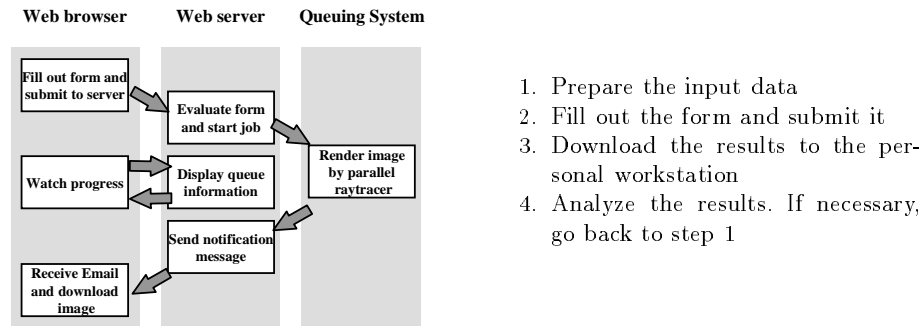 Web browser
Web server
Queuing System
Fill out form and
submit to server
Evaluate form
and start job
Render image
by parallel
raytracer
Watch progress
Display queue
information
Send notification
message
Receive Email
and download
image
1. Prepare the input data
2. Fill out the form and submit it
3. Download the results to the per-
sonal workstation
4. Analyze the results. If necessary,
go back to step 1